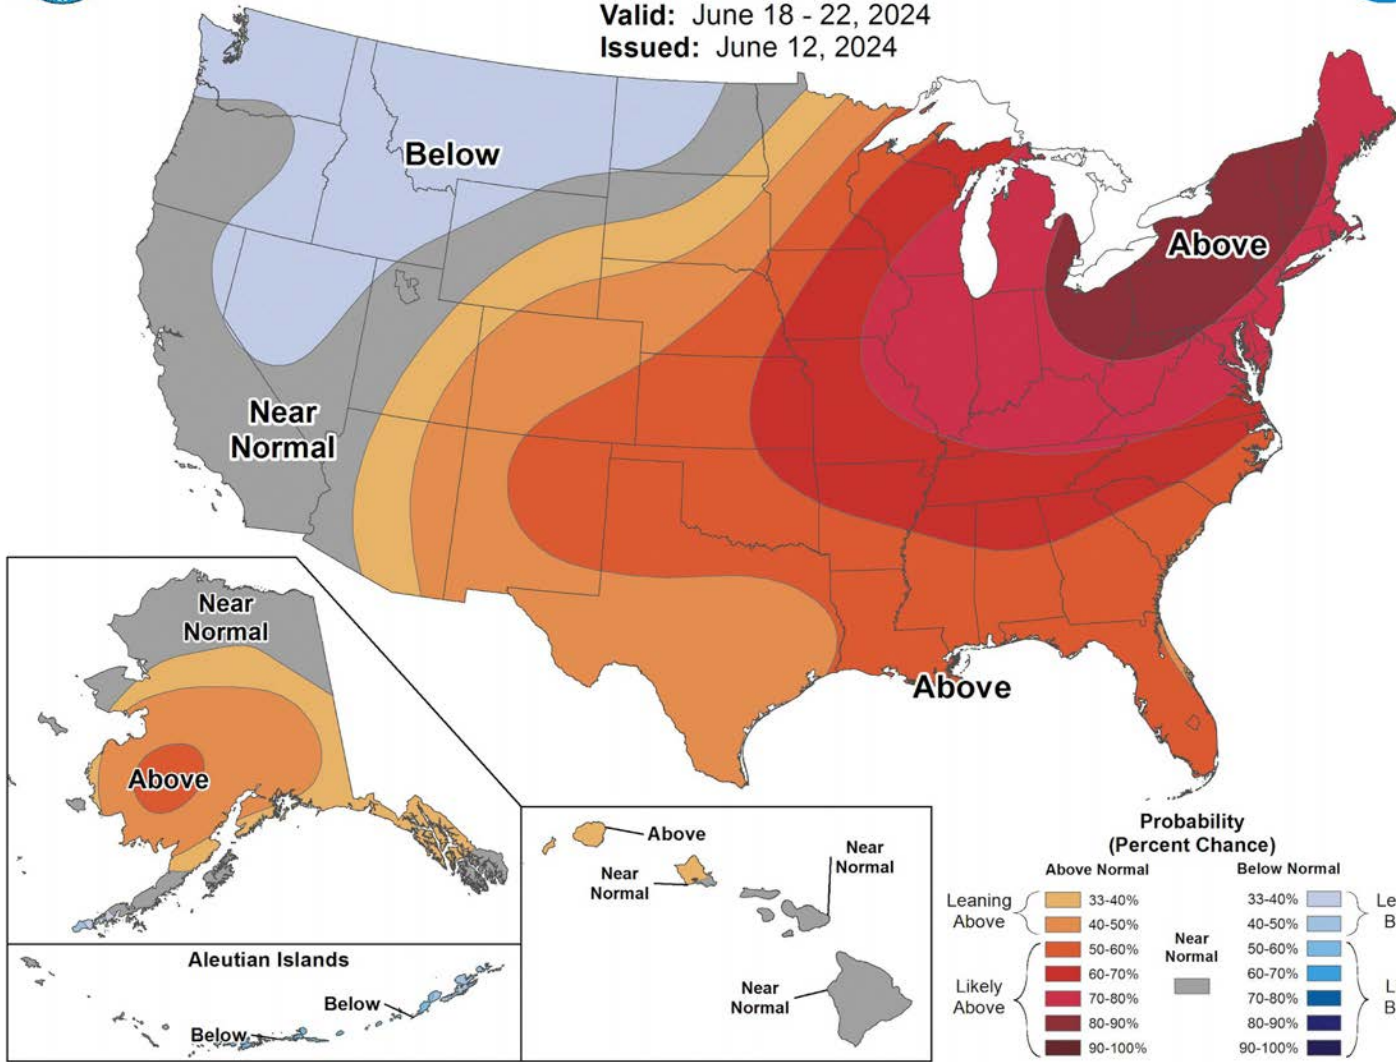 Valid: June 18 - 22, 2024
Issued: June 12, 2024
Below
Above
Near
Normal
Above
Near
Normal
Above
Aleutian Islands
Below
Below
Above
Near
Normal
Near
Normal
Near
Normal
Probability
(Percent Chance)
Above Normal
Below Normal
Leaning
Above
33-40%
40-50%
Likely
Above
50-60%
60-70%
70-80%
80-90%
90-100%
Near
Normal
33-40%
40-50%
50-60%
60-70%
70-80%
80-90%
90-100%
Le
B
L
B